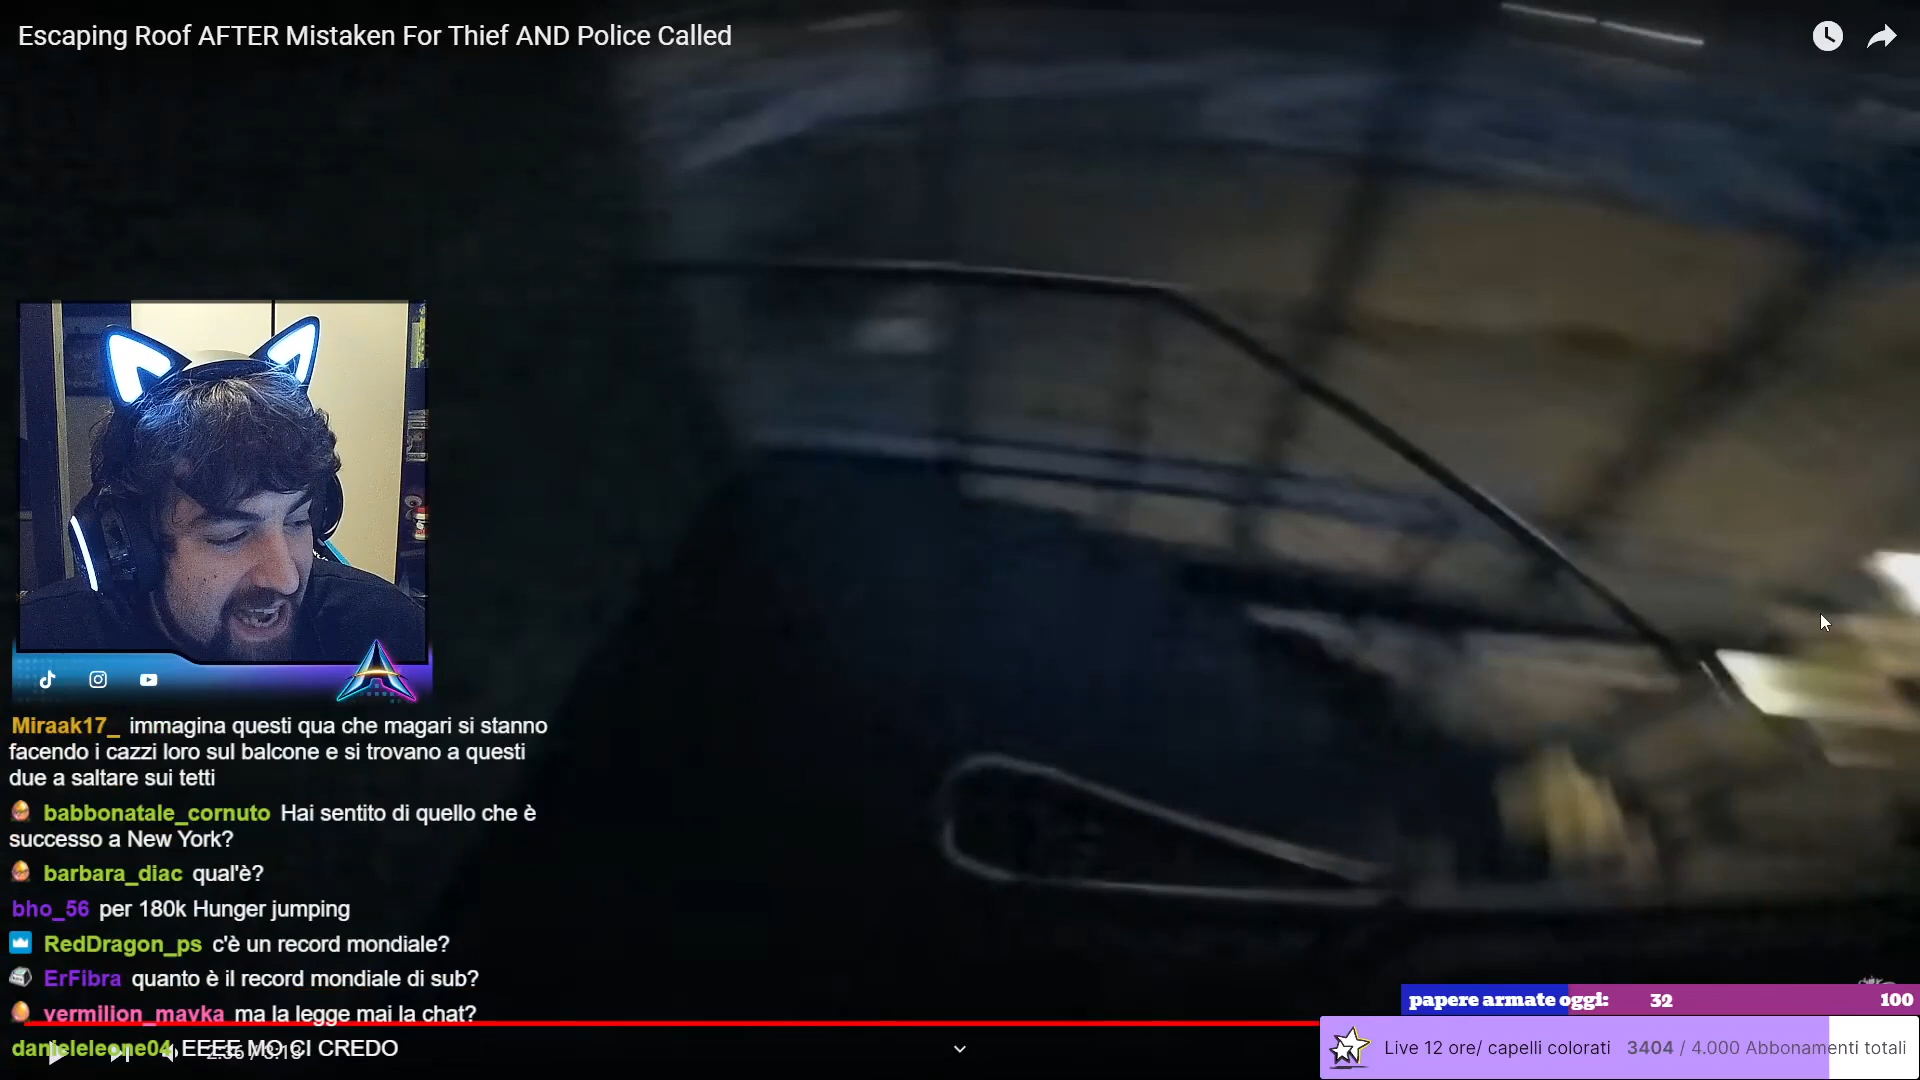 Escaping Roof AFTER Mistaken For Thief AND Police Called
Miraak17_ immagina questi qua che magari si stanno
facendo i cazzi loro sul balcone e si trovano a questi
due a saltare sui tetti
babbonatale_cornuto Hai sentito di quello che è
successo a New York?
barbara_diac qual'è?
bho_56 per 180k Hunger jumping
RedDragon_ps c'è un record mondiale?
ErFibra quanto è il record mondiale di sub?
vermilion_mavka ma la legge mai la chat?
danieleleone04 EEEE MO CI CREDO
papere armate oggi: 32 100
Live 12 ore/ capelli colorati 3404 / 4.000 Abbonamenti totali